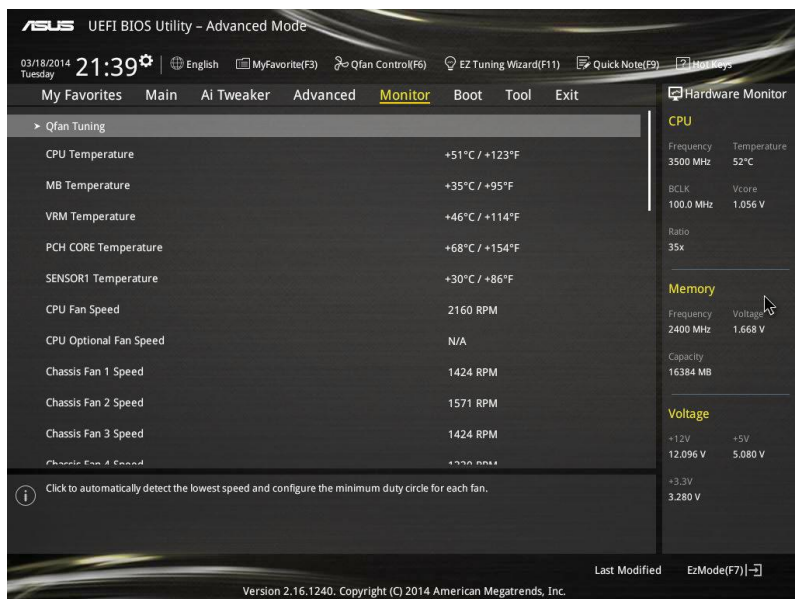 ASUS UEFI BIOS Utility – Advanced Mode
03/18/2014 Tuesday 21:39 English MyFavorite(F3) Qfan Control(F6) EZ Tuning Wizard(F11) Quick Note(F9) ? Hot Keys
My Favorites Main Ai Tweaker Advanced Monitor Boot Tool Exit
> Qfan Tuning
CPU Temperature +51°C / +123°F
MB Temperature +35°C / +95°F
VRM Temperature +46°C / +114°F
PCH CORE Temperature +68°C / +154°F
SENSOR1 Temperature +30°C / +86°F
CPU Fan Speed 2160 RPM
CPU Optional Fan Speed N/A
Chassis Fan 1 Speed 1424 RPM
Chassis Fan 2 Speed 1571 RPM
Chassis Fan 3 Speed 1424 RPM
Chassis Fan 4 Speed
Click to automatically detect the lowest speed and configure the minimum duty circle for each fan.
Hardware Monitor
CPU
Frequency Temperature
3500 MHz 52°C
BCLK Vcore
100.0 MHz 1.056 V
Ratio
35x
Memory
Frequency Voltage
2400 MHz 1.668 V
Capacity
16384 MB
Voltage
+12V +5V
12.096 V 5.080 V
+3.3V
3.280 V
Last Modified EzMode(F7)
Version 2.16.1240. Copyright (C) 2014 American Megatrends, Inc.